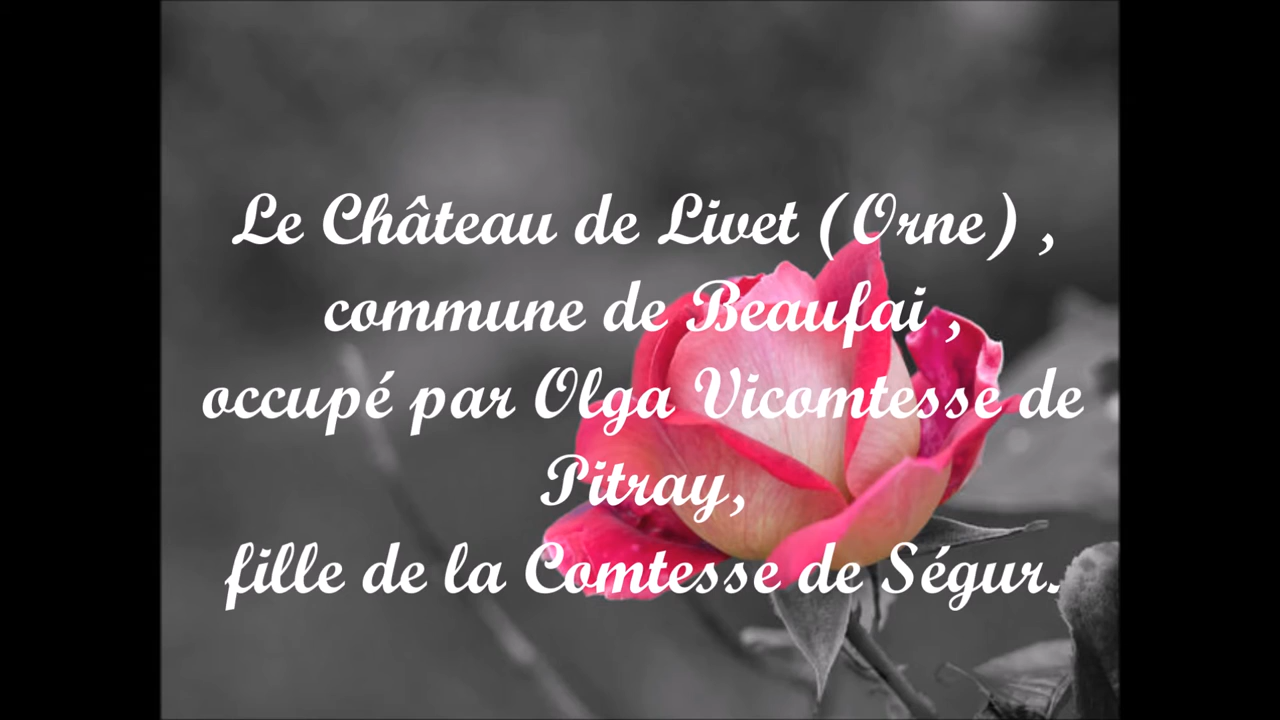 Le Château de Livet (Orne) ,
commune de Beaufai ,
occupé par Olga Vicomtesse de
Pitray,
fille de la Comtesse de Ségur.